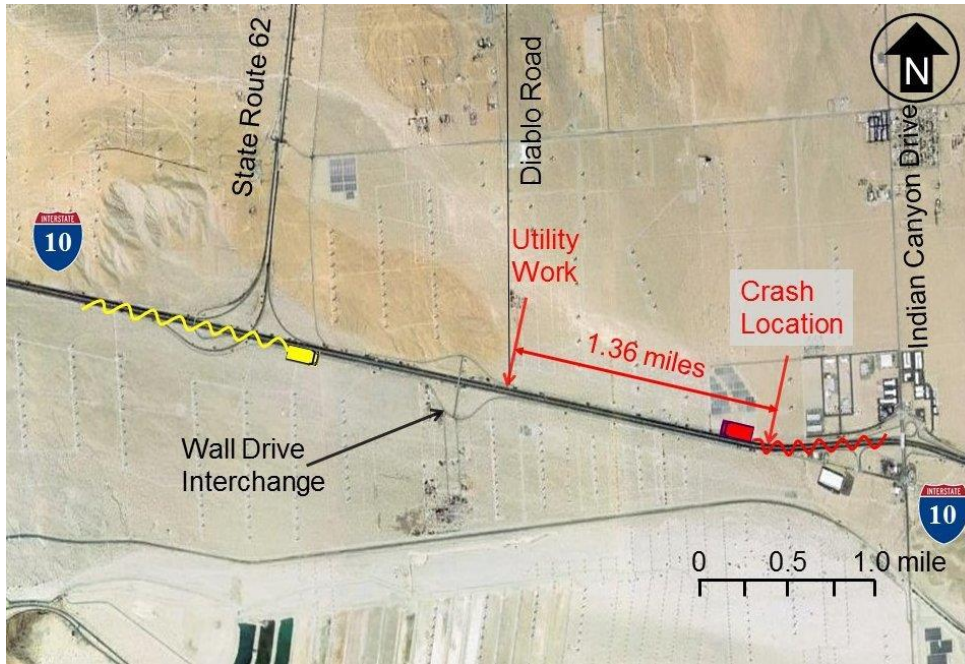 State Route 62
Diablo Road
N
Indian Canyon Drive
INTERSTATE
10
Utility
Work
Crash
Location
1.36 miles
Wall Drive
Interchange
INTERSTATE
10
0 0.5 1.0 mile